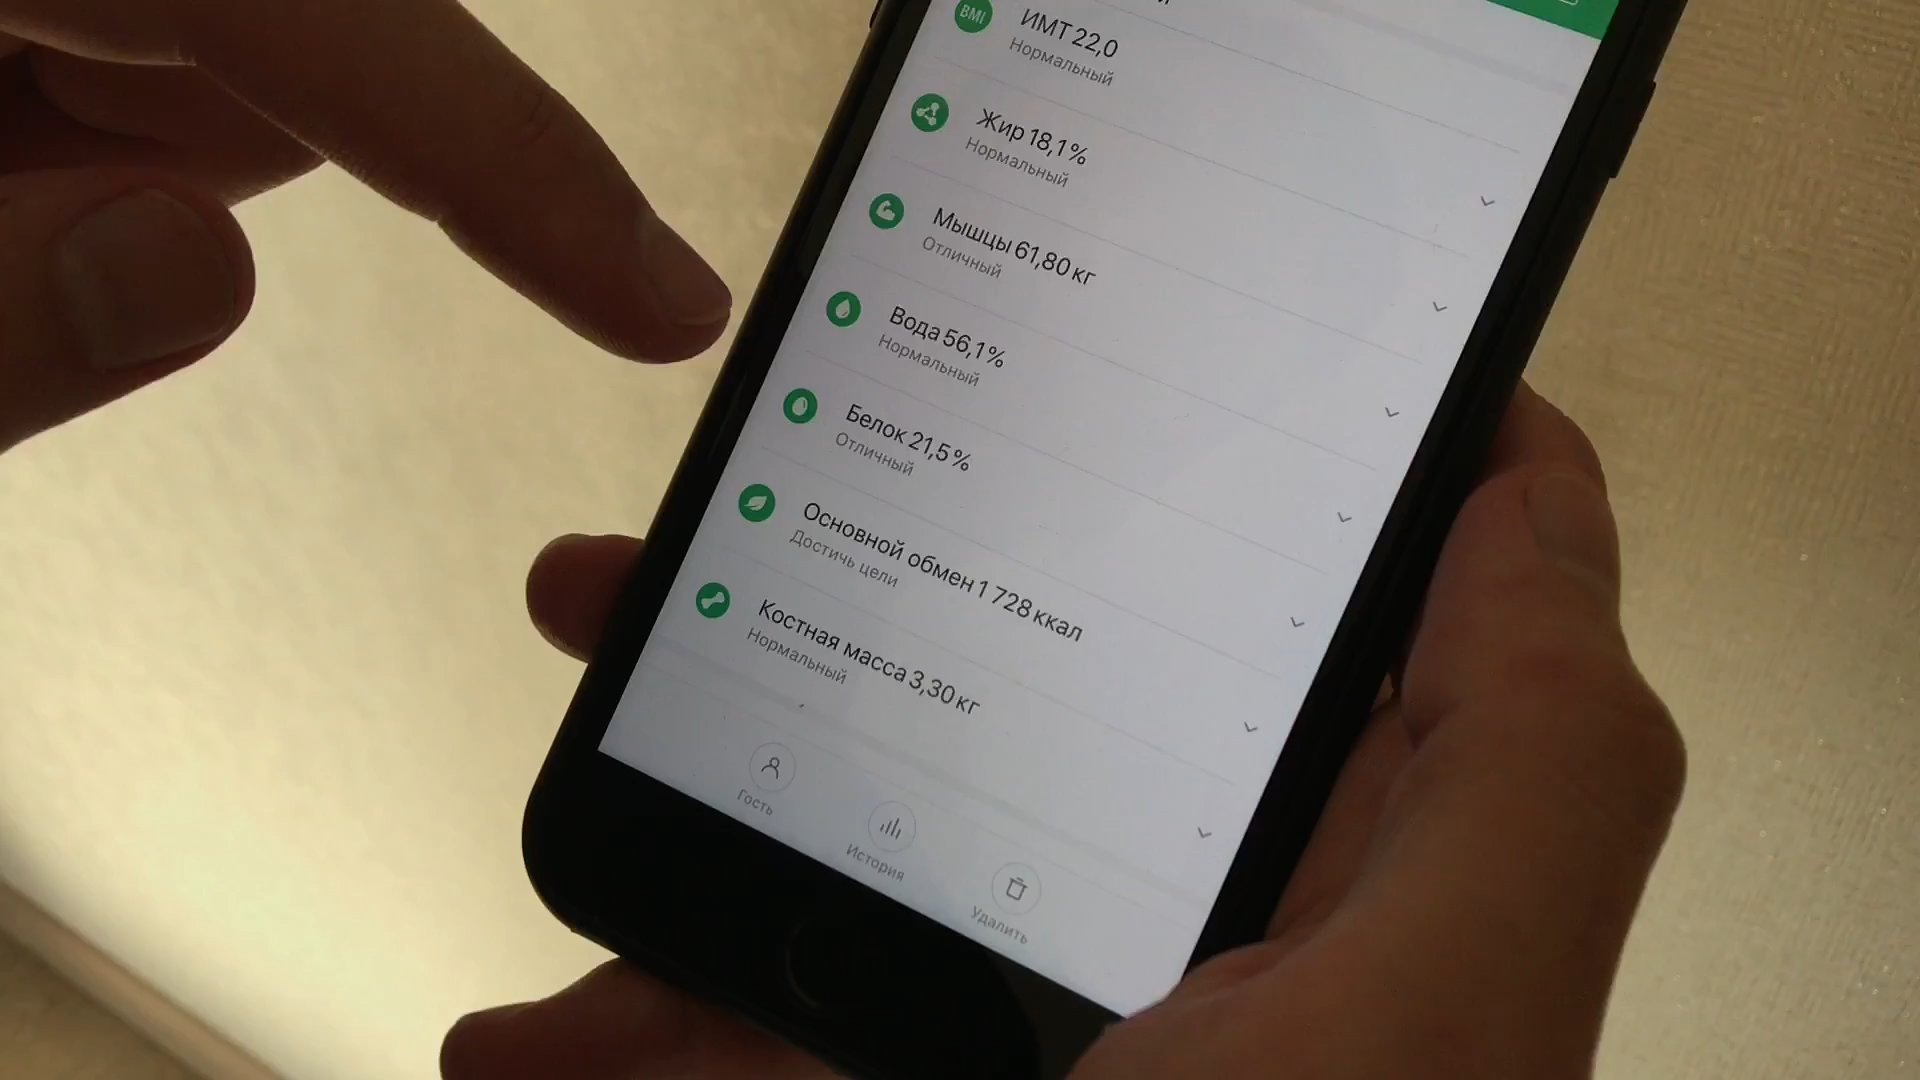 BMI
ИМТ 22,0
Нормальный
Жир 18,1%
Нормальный
Мышцы 61,80 кг
Отличный
Вода 56,1%
Нормальный
Белок 21,5%
Отличный
Основной обмен 1 728 ккал
Достичь цели
Костная масса 3,30 кг
Нормальный
Гость
История
Удалить